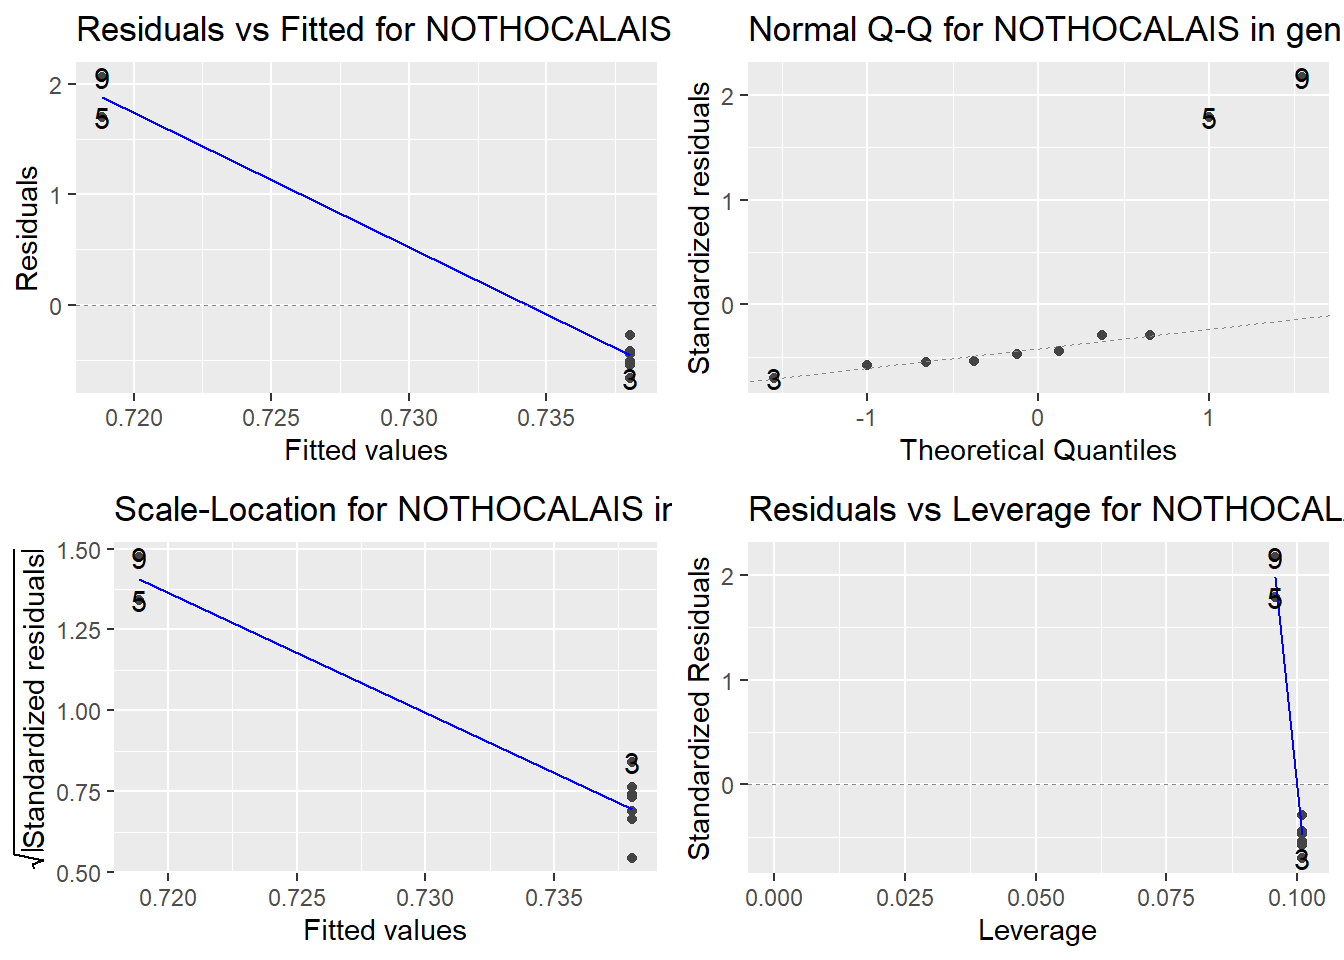 Residuals vs Fitted for NOTHOCALAIS
Residuals
2
1
0
9
5
3
0.720 0.725 0.730 0.735
Fitted values
Normal Q-Q for NOTHOCALAIS in gen
Standardized residuals
2
1
0
9
5
3
-1 0 1
Theoretical Quantiles
Scale-Location for NOTHOCALAIS in
√|Standardized residuals|
1.50
1.25
1.00
0.75
0.50
9
5
3
0.720 0.725 0.730 0.735
Fitted values
Residuals vs Leverage for NOTHOCAL
Standardized Residuals
2
1
0
9
5
3
0.000 0.025 0.050 0.075 0.100
Leverage